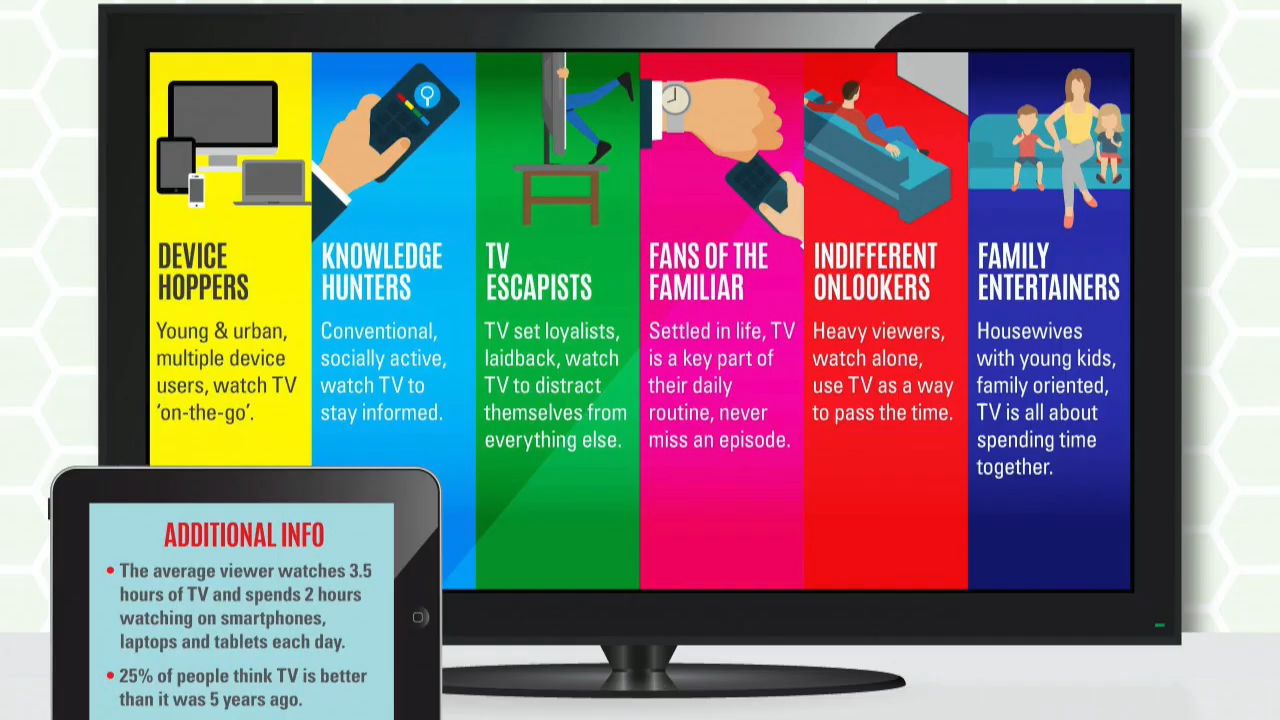 DEVICE
HOPPERS
Young & urban,
multiple device
users, watch TV
‘on-the-go’.
KNOWLEDGE
HUNTERS
Conventional,
socially active,
watch TV to
stay informed.
TV
ESCAPISTS
TV set loyalists,
laidback, watch
TV to distract
themselves from
everything else.
FANS OF THE
FAMILIAR
Settled in life, TV
is a key part of
their daily
routine, never
miss an episode.
INDIFFERENT
ONLOOKERS
Heavy viewers,
watch alone,
use TV as a way
to pass the time.
FAMILY
ENTERTAINERS
Housewives
with young kids,
family oriented,
TV is all about
spending time
together.
ADDITIONAL INFO
• The average viewer watches 3.5
hours of TV and spends 2 hours
watching on smartphones,
laptops and tablets each day.
• 25% of people think TV is better
than it was 5 years ago.